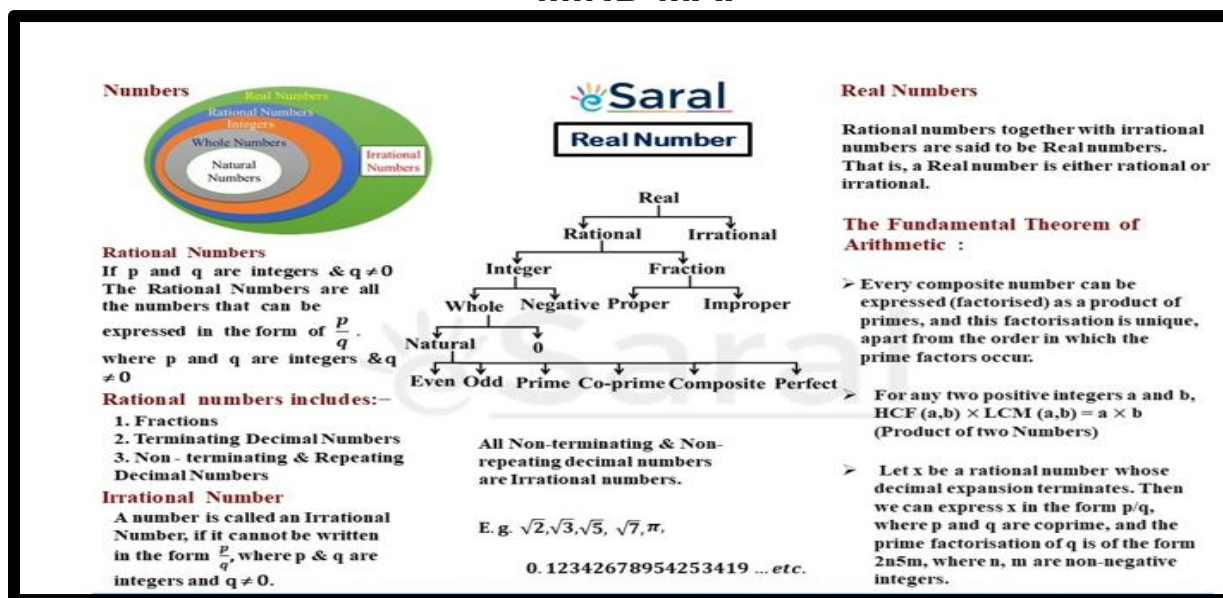 Numbers
Real Numbers
Rational Numbers
Integers
Whole Numbers
Natural
Numbers
Irrational
Numbers
Rational Numbers
If p and q are integers & q ≠ 0
The Rational Numbers are all
the numbers that can be
expressed in the form of p/q .
where p and q are integers & q
≠ 0
Rational numbers includes:–
1. Fractions
2. Terminating Decimal Numbers
3. Non - terminating & Repeating
Decimal Numbers
Irrational Number
A number is called an Irrational
Number, if it cannot be written
in the form p/q, where p & q are
integers and q ≠ 0.
eSaral
Real Number
Real
Rational Irrational
Integer Fraction
Whole Negative Proper Improper
Natural 0
Even Odd Prime Co-prime Composite Perfect
All Non-terminating & Non-
repeating decimal numbers
are Irrational numbers.
E. g. √2,√3,√5, √7,π,
0.12342678954253419 ... etc.
Real Numbers
Rational numbers together with irrational
numbers are said to be Real numbers.
That is, a Real number is either rational or
irrational.
The Fundamental Theorem of
Arithmetic :
➢ Every composite number can be
expressed (factorised) as a product of
primes, and this factorisation is unique,
apart from the order in which the
prime factors occur.
➢ For any two positive integers a and b,
HCF (a,b) × LCM (a,b) = a × b
(Product of two Numbers)
➢ Let x be a rational number whose
decimal expansion terminates. Then
we can express x in the form p/q,
where p and q are coprime, and the
prime factorisation of q is of the form
2n5m, where n, m are non-negative
integers.
eSaral